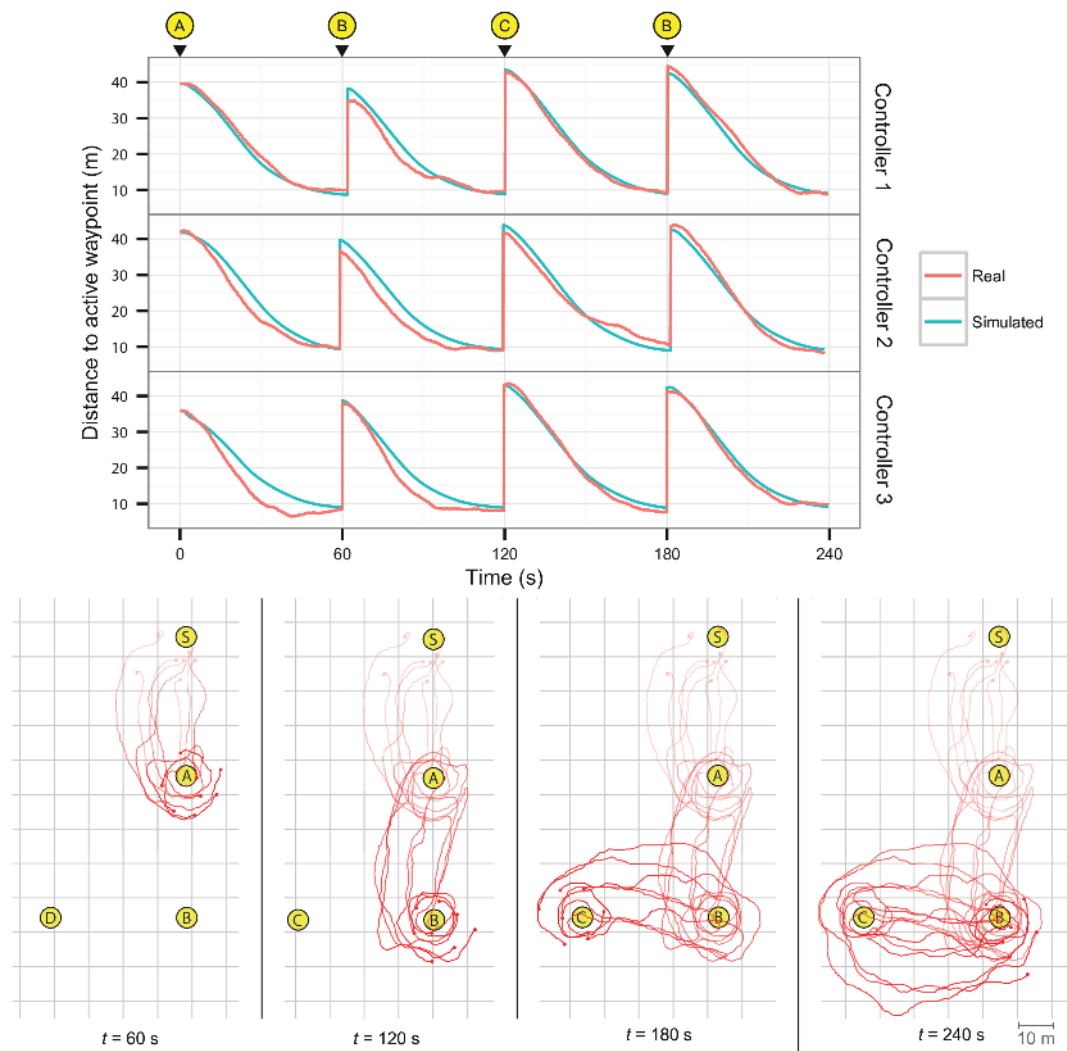 A B C B
40
30
20
10
Controller 1
40
30
20
10
Controller 2
40
30
20
10
Controller 3
Distance to active waypoint (m)
0 60 120 180 240
Time (s)
Real
Simulated
S
A
D B
t = 60 s
S
A
C B
t = 120 s
S
A
C B
t = 180 s
S
A
C B
t = 240 s
10 m